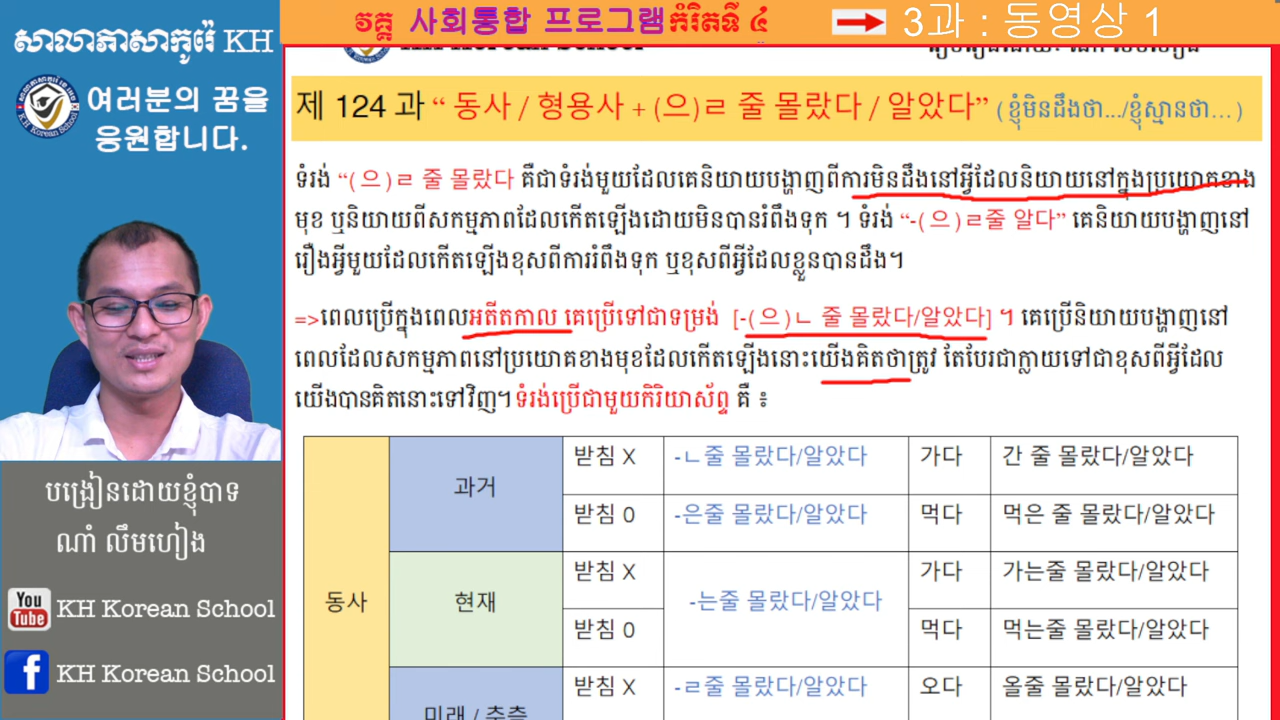 សាលាភាសាកូរ៉េ KH
여러분의 꿈을
응원합니다.
បង្រៀនដោយខ្ញុំបាទ
ណាំ លឹមហៀង
You Tube KH Korean School
f KH Korean School
វគ្គ 사회통합 프로그램កំរិតទី ៤
3과 : 동영상 1
제 124 과 “ 동사 / 형용사 + (으)ㄹ 줄 몰랐다 / 알았다” (ខ្ញុំមិនដឹងថា.../ខ្ញុំស្មានថា...)
ទំរង់ “(으)ㄹ 줄 몰랐다 គឺជាទំរង់មួយដែលគេនិយាយបង្ហាញពីការមិនដឹងនៅអ្វីដែលនិយាយនៅក្នុងប្រយោគខាង
មុខ ឬនិយាយពីសកម្មភាពដែលកើតឡើងដោយមិនបានរំពឹងទុក ។ ទំរង់ “-(으)ㄹ줄 알다” គេនិយាយបង្ហាញនៅ
រឿងអ្វីមួយដែលកើតឡើងខុសពីការរំពឹងទុក ឬខុសពីអ្វីដែលខ្លួនបានដឹង។
=>ពេលប្រើក្នុងពេលអតីតកាល គេប្រើទៅជាទម្រង់ [-(으)ㄴ 줄 몰랐다/알았다] ។ គេប្រើនិយាយបង្ហាញនៅ
ពេលដែលសកម្មភាពនៅប្រយោគខាងមុខដែលកើតឡើងនោះយើងគិតថាត្រូវ តែបែរជាក្លាយទៅជាខុសពីអ្វីដែល
យើងបានគិតនោះទៅវិញ។ ទំរង់ប្រើជាមួយកិរិយាស័ព្ទ គឺ ៖
동사
과거
받침 X -ㄴ줄 몰랐다/알았다 가다 간 줄 몰랐다/알았다
받침 0 -은줄 몰랐다/알았다 먹다 먹은 줄 몰랐다/알았다
현재
받침 X -는줄 몰랐다/알았다 가다 가는줄 몰랐다/알았다
받침 0 먹다 먹는줄 몰랐다/알았다
미래 / 추측
받침 X -ㄹ줄 몰랐다/알았다 오다 올줄 몰랐다/알았다